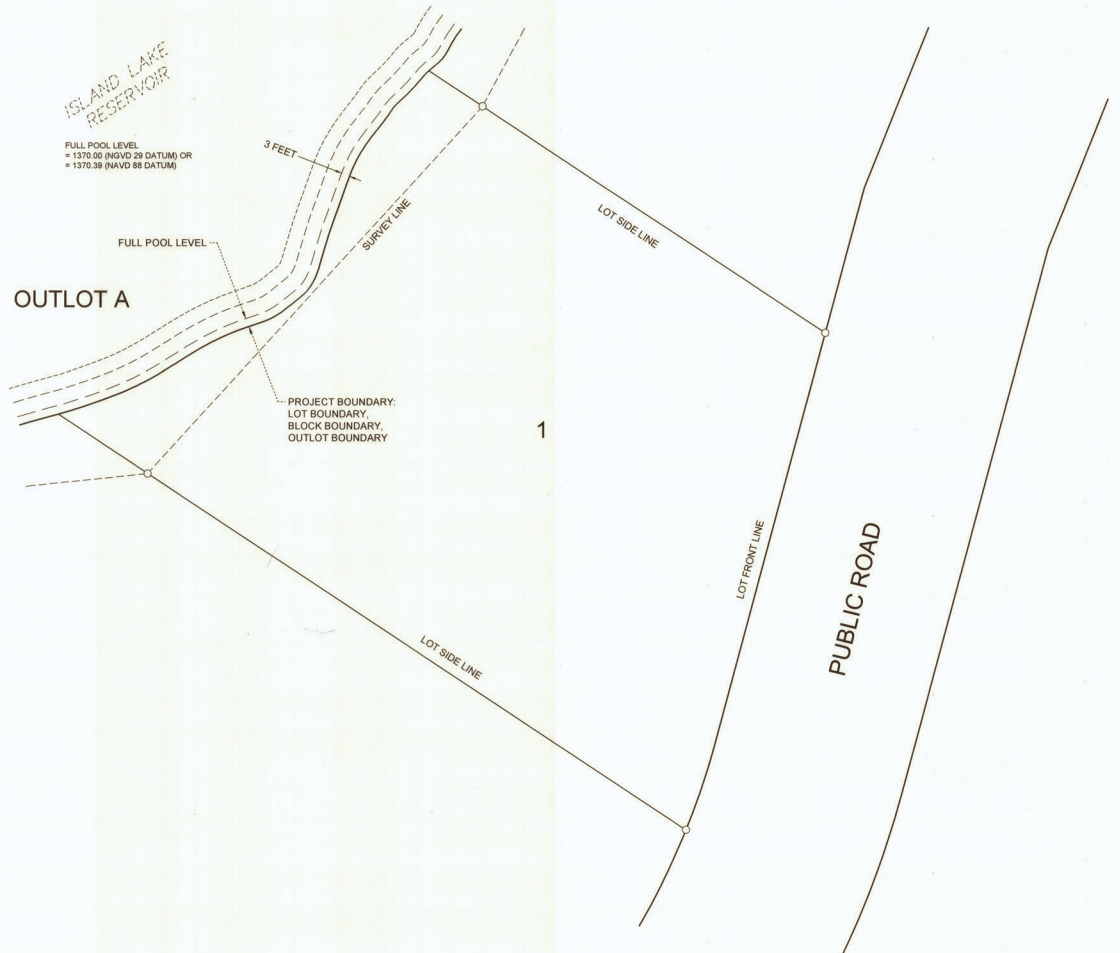 ISLAND LAKE
RESERVOIR
FULL POOL LEVEL
= 1370.00 (NGVD 29 DATUM) OR
= 1370.39 (NAVD 88 DATUM)
3 FEET
SURVEY LINE
LOT SIDE LINE
FULL POOL LEVEL
OUTLOT A
PROJECT BOUNDARY:
LOT BOUNDARY,
BLOCK BOUNDARY,
OUTLOT BOUNDARY
1
LOT FRONT LINE
PUBLIC ROAD
LOT SIDE LINE